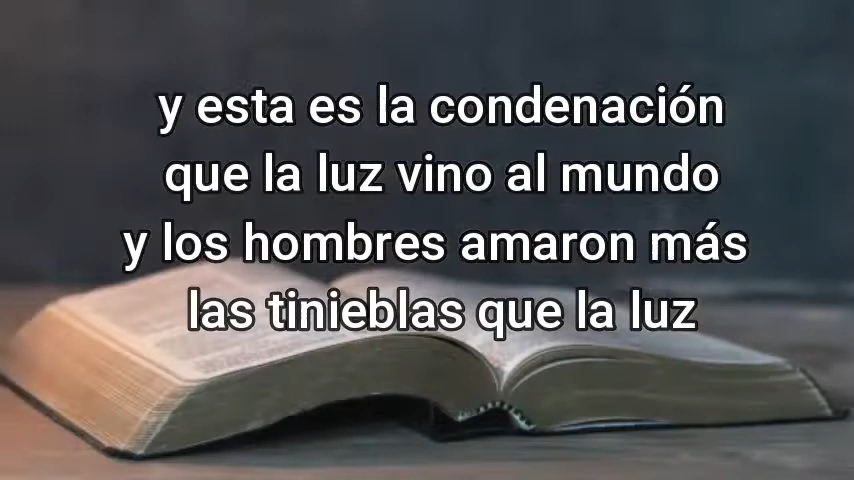 y esta es la condenación
que la luz vino al mundo
y los hombres amaron más
las tinieblas que la luz